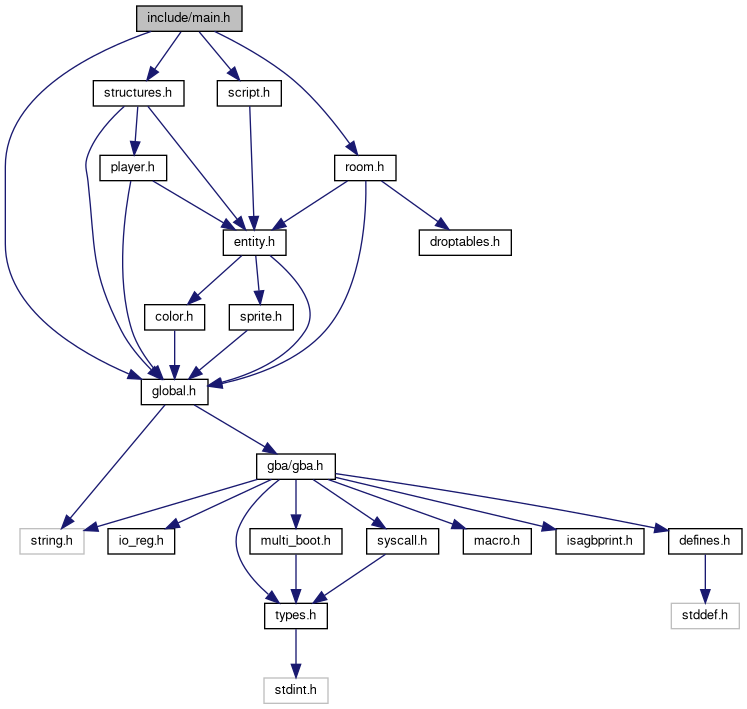 include/main.h
structures.h
script.h
player.h
room.h
entity.h
droptables.h
color.h
sprite.h
global.h
gba/gba.h
string.h
io_reg.h
multi_boot.h
syscall.h
macro.h
isagbprint.h
defines.h
types.h
stddef.h
stdint.h